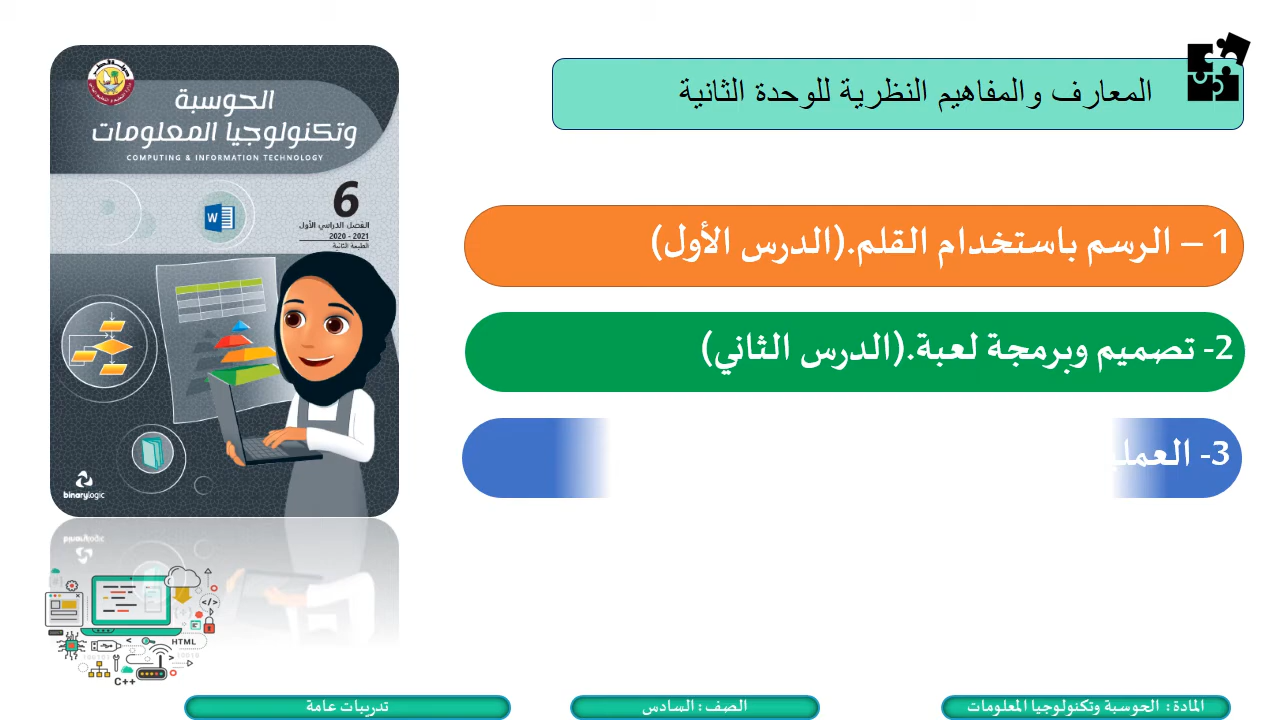 المعارف والمفاهيم النظرية للوحدة الثانية
الحوسبة
وتكنولوجيا المعلومات
COMPUTING & INFORMATION TECHNOLOGY
6
الفصل الدراسي الأول
2020 - 2021
الطبعة الثانية
W
binarylogic
1 – الرسم باستخدام القلم.(الدرس الأول)
2- تصميم وبرمجة لعبة.(الدرس الثاني)
3-
</>
HTML
C++
المادة : الحوسبة وتكنولوجيا المعلومات
الصف : السادس
تدريبات عامة